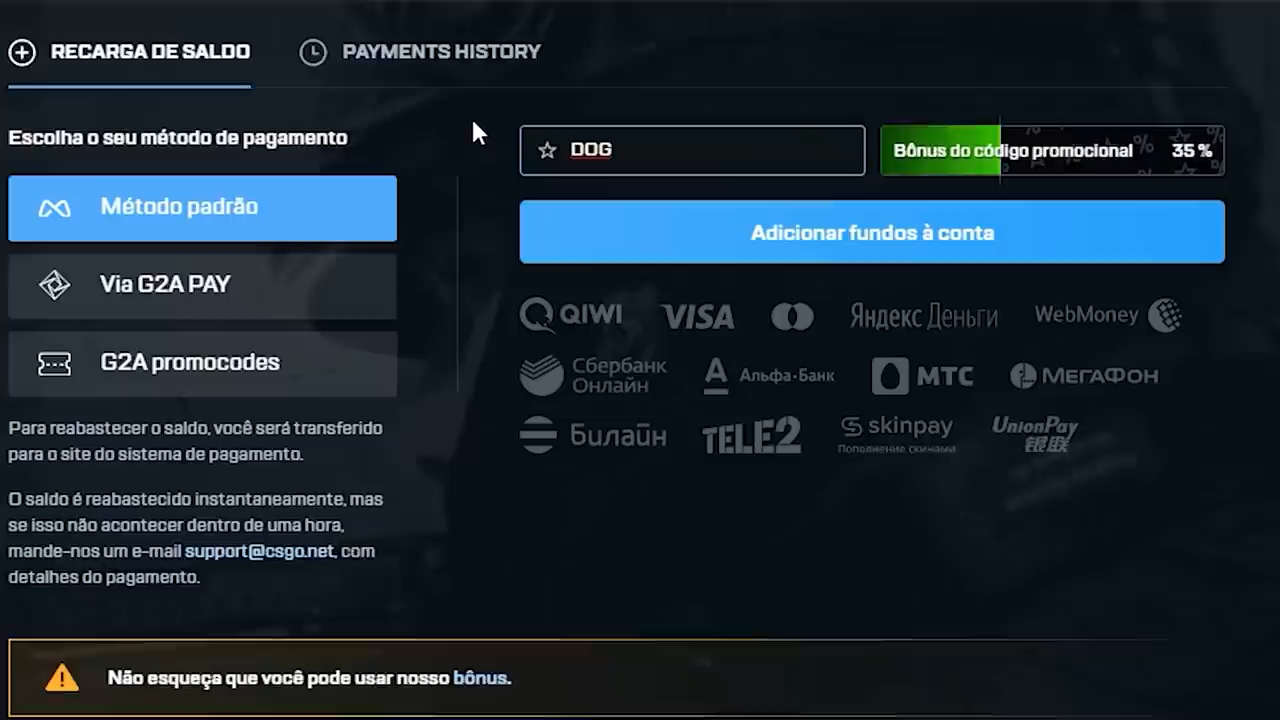 RECARGA DE SALDO
PAYMENTS HISTORY
Escolha o seu método de pagamento
Método padrão
Via G2A PAY
G2A promocodes
Para reabastecer o saldo, você será transferido
para o site do sistema de pagamento.
O saldo é reabastecido instantaneamente, mas
se isso não acontecer dentro de uma hora,
mande-nos um e-mail support@csgo.net, com
detalhes do pagamento.
DOG
Bônus do código promocional 35 %
Adicionar fundos à conta
QIWI VISA Яндекс Деньги WebMoney
Сбербанк
Онлайн
Альфа·Банк МТС МЕГАФОН
Билайн TELE2 skinpay
Пополнение скинами
UnionPay
银联
Não esqueça que você pode usar nosso bônus.